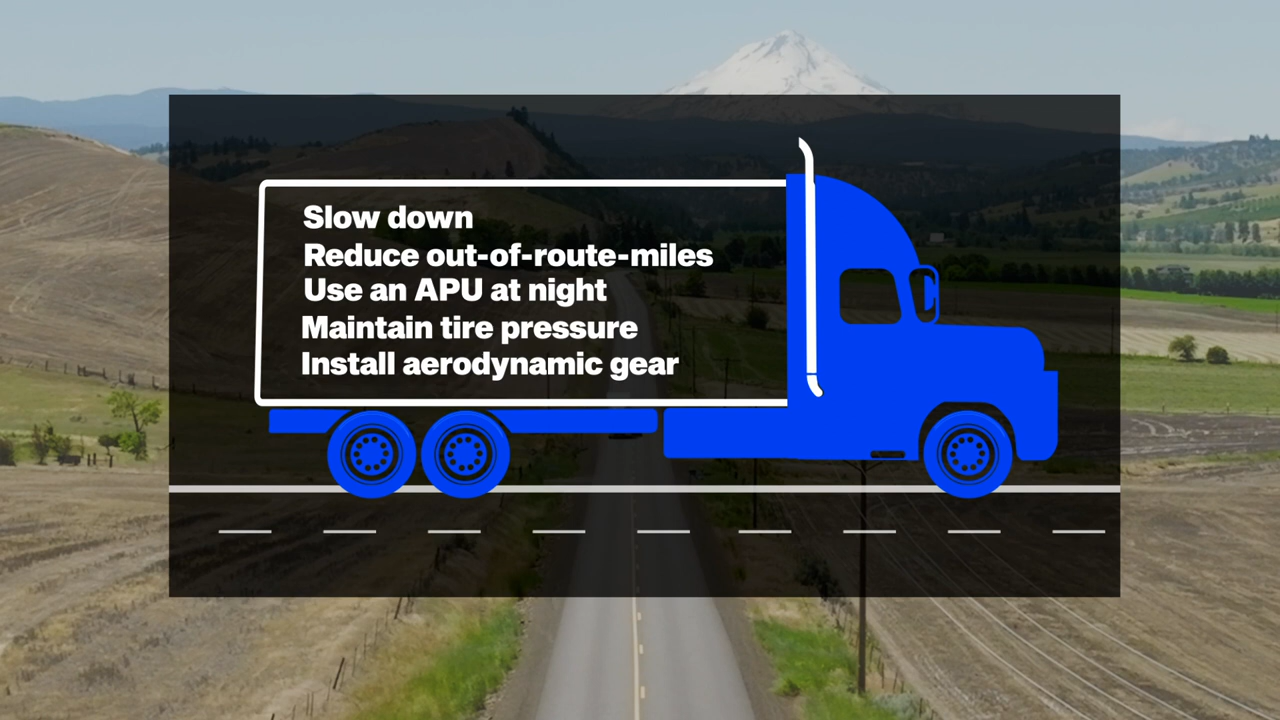 Slow down
Reduce out-of-route-miles
Use an APU at night
Maintain tire pressure
Install aerodynamic gear